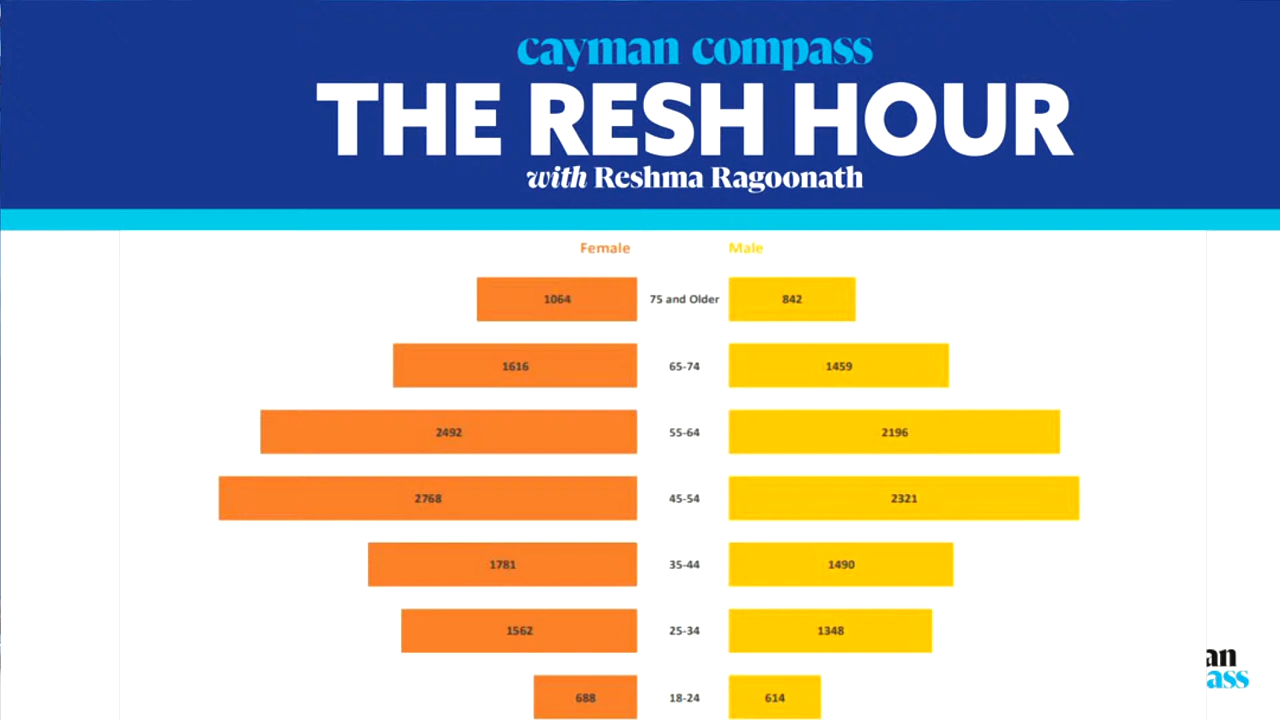 cayman compass
THE RESH HOUR
with Reshma Ragoonath
Female Male
1064 75 and Older 842
1616 65-74 1459
2492 55-64 2196
2768 45-54 2321
1781 35-44 1490
1562 25-34 1348
an
ass
688 18-24 614